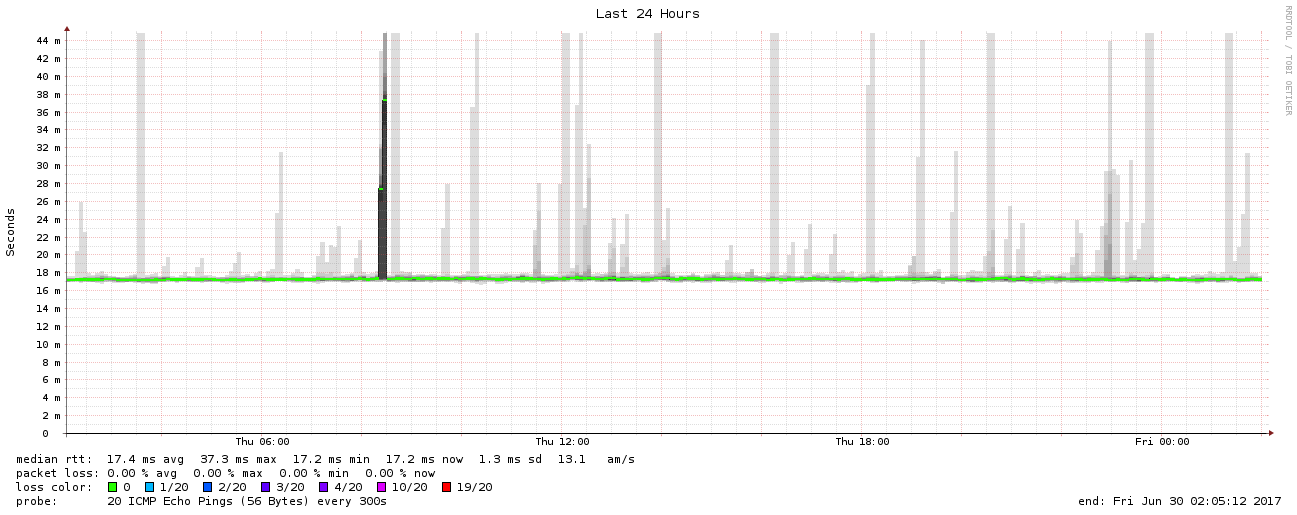 Last 24 Hours
RRDTOOL / TOBI OETIKER
Seconds
44 m
42 m
40 m
38 m
36 m
34 m
32 m
30 m
28 m
26 m
24 m
22 m
20 m
18 m
16 m
14 m
12 m
10 m
8 m
6 m
4 m
2 m
0
Thu 06:00 Thu 12:00 Thu 18:00 Fri 00:00
median rtt: 17.4 ms avg 37.3 ms max 17.2 ms min 17.2 ms now 1.3 ms sd 13.1 am/s
packet loss: 0.00 % avg 0.00 % max 0.00 % min 0.00 % now
loss color: 0 1/20 2/20 3/20 4/20 10/20 19/20
probe: 20 ICMP Echo Pings (56 Bytes) every 300s end: Fri Jun 30 02:05:12 2017